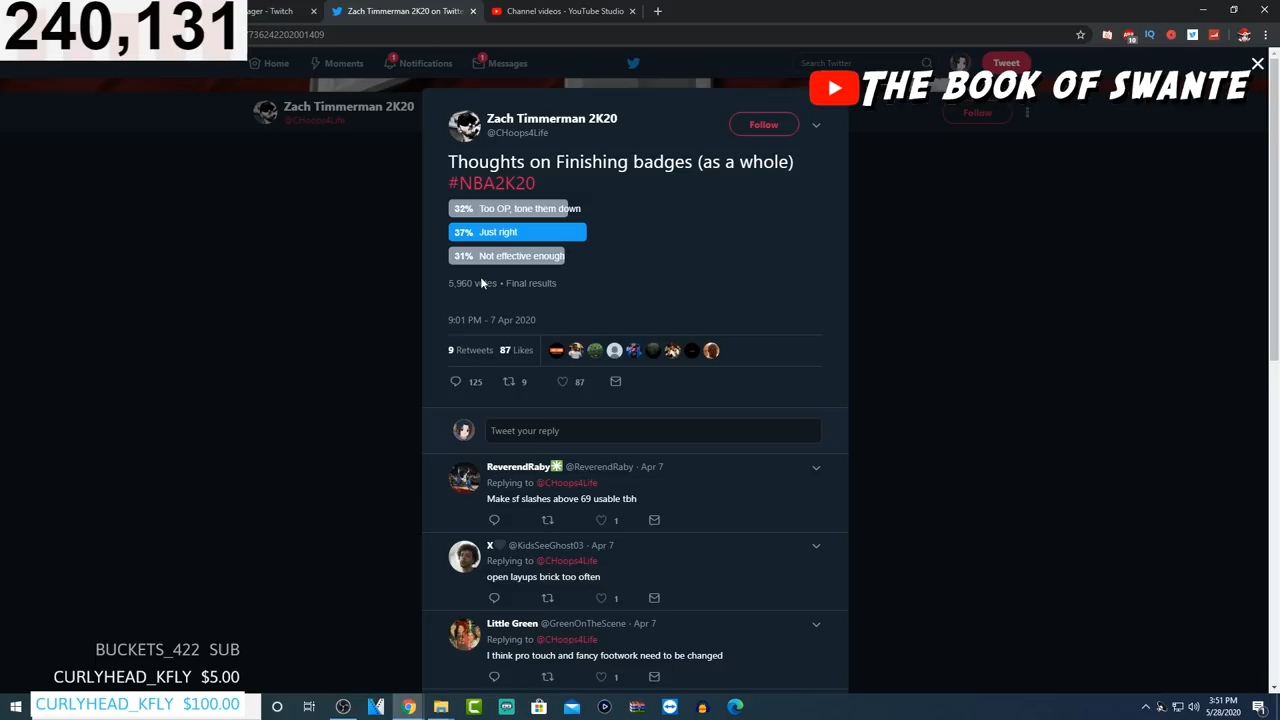 240,131
ager - Twitch
Zach Timmerman 2K20 on Twitte
Channel videos - YouTube Studio
736242202001409
Home
Moments
1
Notifications
1
Messages
Search Twitter
Tweet
THE BOOK OF SWANTE
Zach Timmerman 2K20
@CHoops4Life
Follow
Zach Timmerman 2K20
@CHoops4Life
Follow
Thoughts on Finishing badges (as a whole)
#NBA2K20
32% Too OP, tone them down
37% Just right
31% Not effective enough
5,960 votes • Final results
9:01 PM - 7 Apr 2020
9 Retweets 87 Likes
125 9 87
Tweet your reply
ReverendRaby @ReverendRaby · Apr 7
Replying to @CHoops4Life
Make sf slashes above 69 usable tbh
1
X @KidsSeeGhost03 · Apr 7
Replying to @CHoops4Life
open layups brick too often
1
Little Green @GreenOnTheScene · Apr 7
Replying to @CHoops4Life
I think pro touch and fancy footwork need to be changed
1
BUCKETS_422 SUB
CURLYHEAD_KFLY $5.00
CURLYHEAD_KFLY $100.00
3:51 PM
5/28/2020